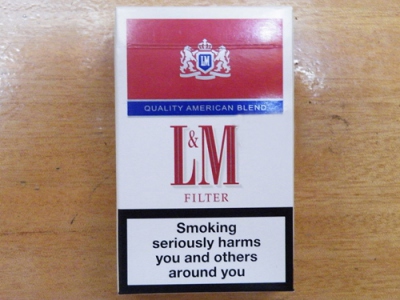 LM
QUALITY AMERICAN BLEND
L&M
FILTER
Smoking
seriously harms
you and others
around you